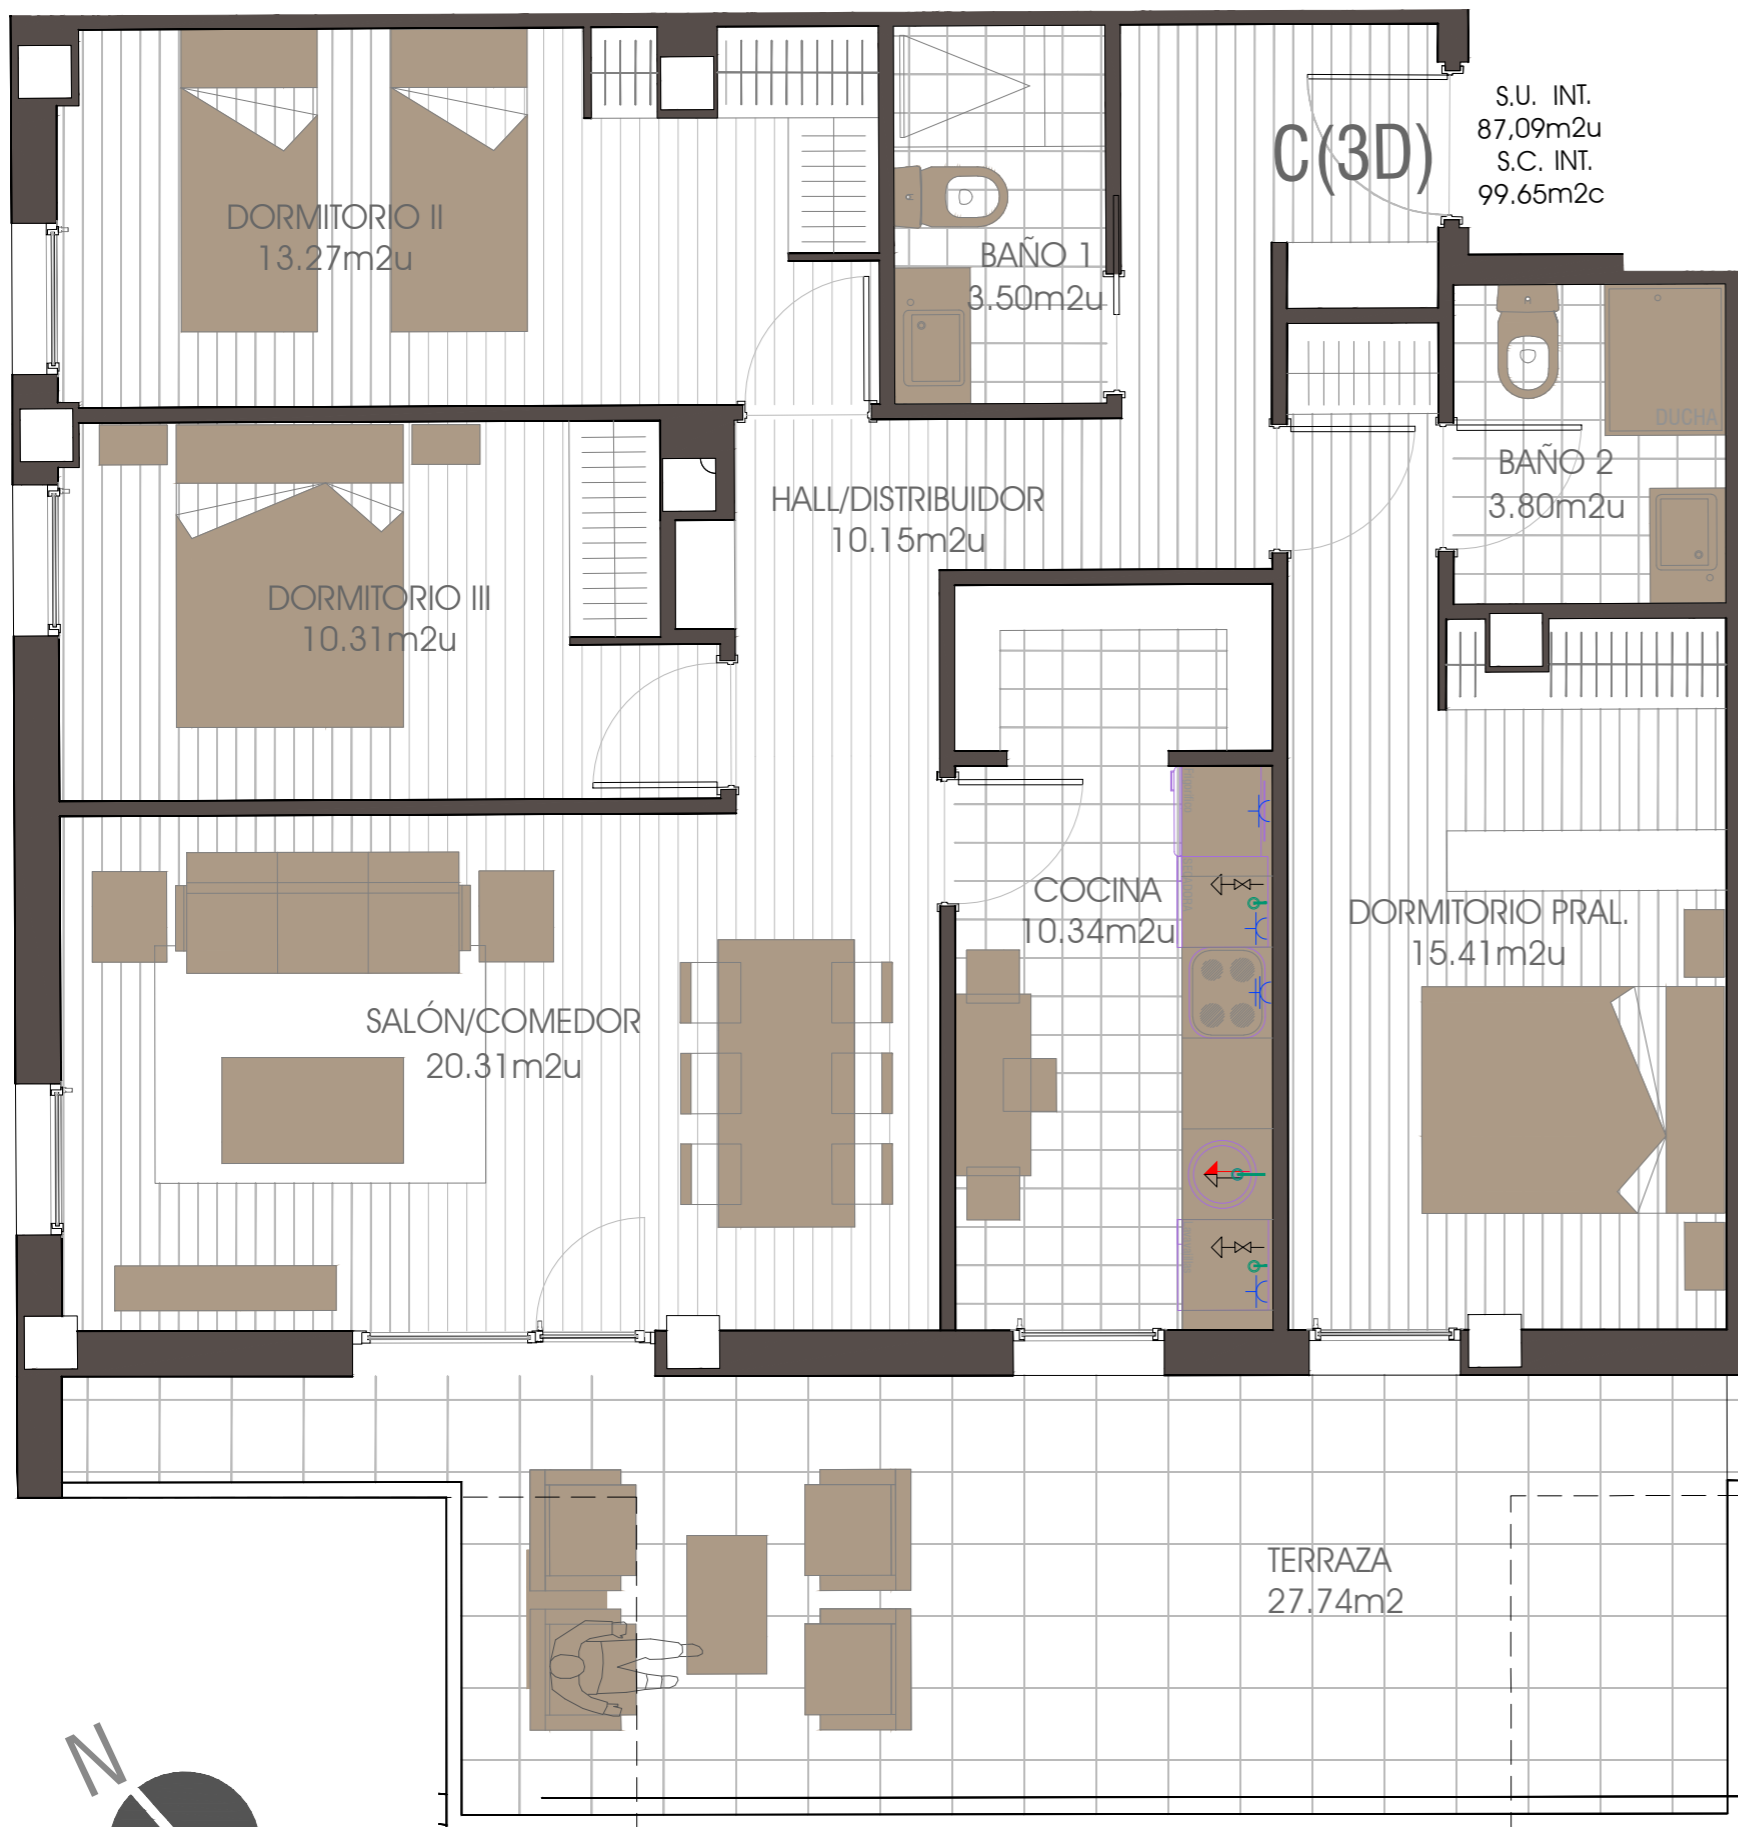 S.U. INT.
87,09m2u
S.C. INT.
99.65m2c
C(3D)
DORMITORIO II
13.27m2u
BAÑO 1
3.50m2u
DUCHA
BAÑO 2
3.80m2u
HALL/DISTRIBUIDOR
10.15m2u
DORMITORIO III
10.31m2u
COCINA
10.34m2u
DORMITORIO PRAL.
15.41m2u
SALÓN/COMEDOR
20.31m2u
TERRAZA
27.74m2
N